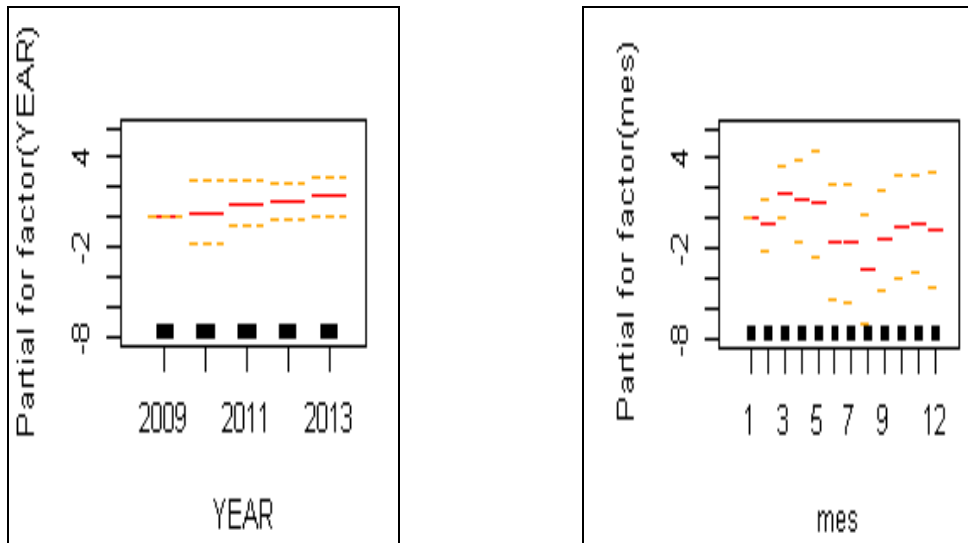 Partial for factor(YEAR)
4
-2
-8
2009 2011 2013
YEAR
Partial for factor(mes)
4
-2
-8
1 3 5 7 9 12
mes